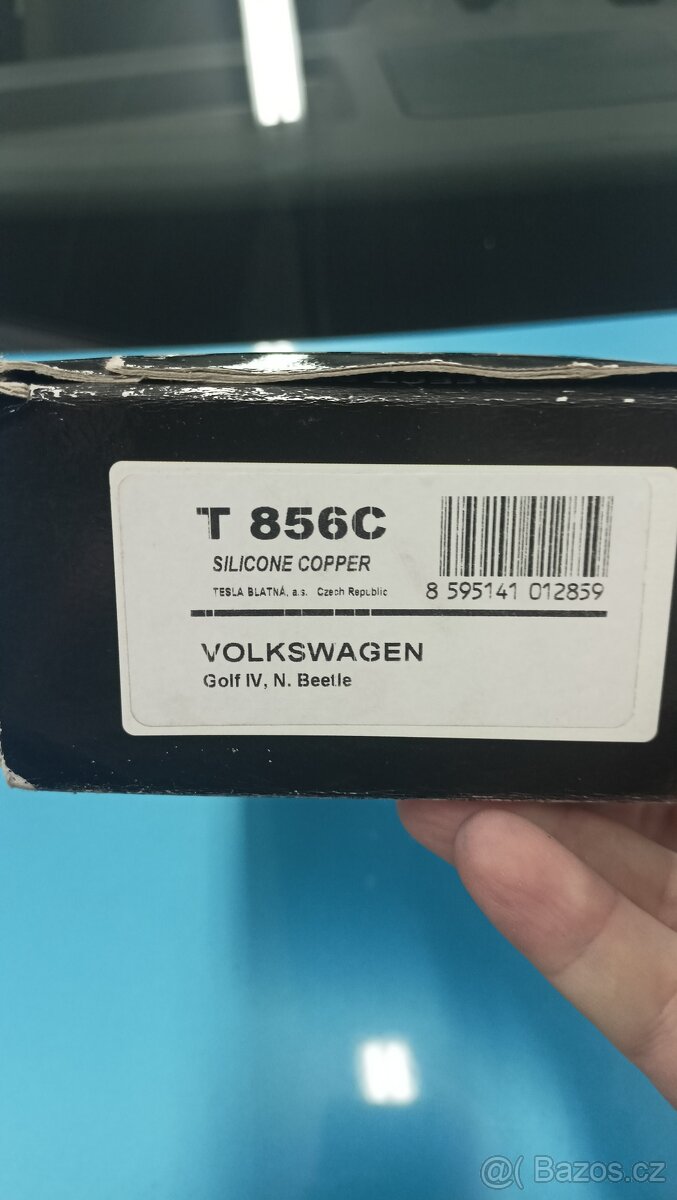 T 856C
SILICONE COPPER
TESLA BLATNÁ, a.s. Czech Republic
8 595141 012859
VOLKSWAGEN
Golf IV, N. Beetle
@( Bazos.cz